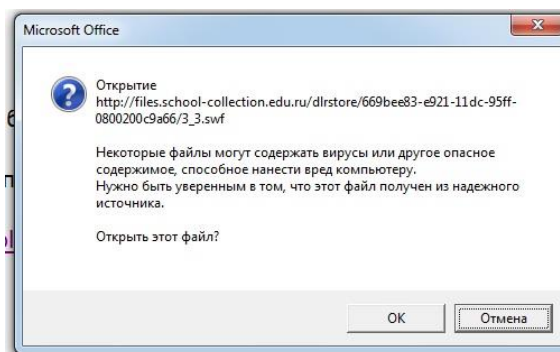 Microsoft Office
Открытие
http://files.school-collection.edu.ru/dlrstore/669bee83-e921-11dc-95ff-
0800200c9a66/3_3.swf
Некоторые файлы могут содержать вирусы или другое опасное
содержимое, способное нанести вред компьютеру.
Нужно быть уверенным в том, что этот файл получен из надежного
источника.
Открыть этот файл?
ОК
Отмена